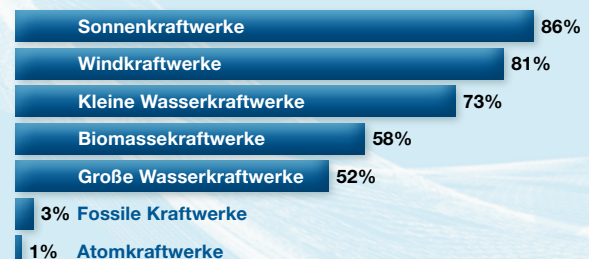 Sonnenkraftwerke 86%
Windkraftwerke 81%
Kleine Wasserkraftwerke 73%
Biomassekraftwerke 58%
Große Wasserkraftwerke 52%
3% Fossile Kraftwerke
1% Atomkraftwerke